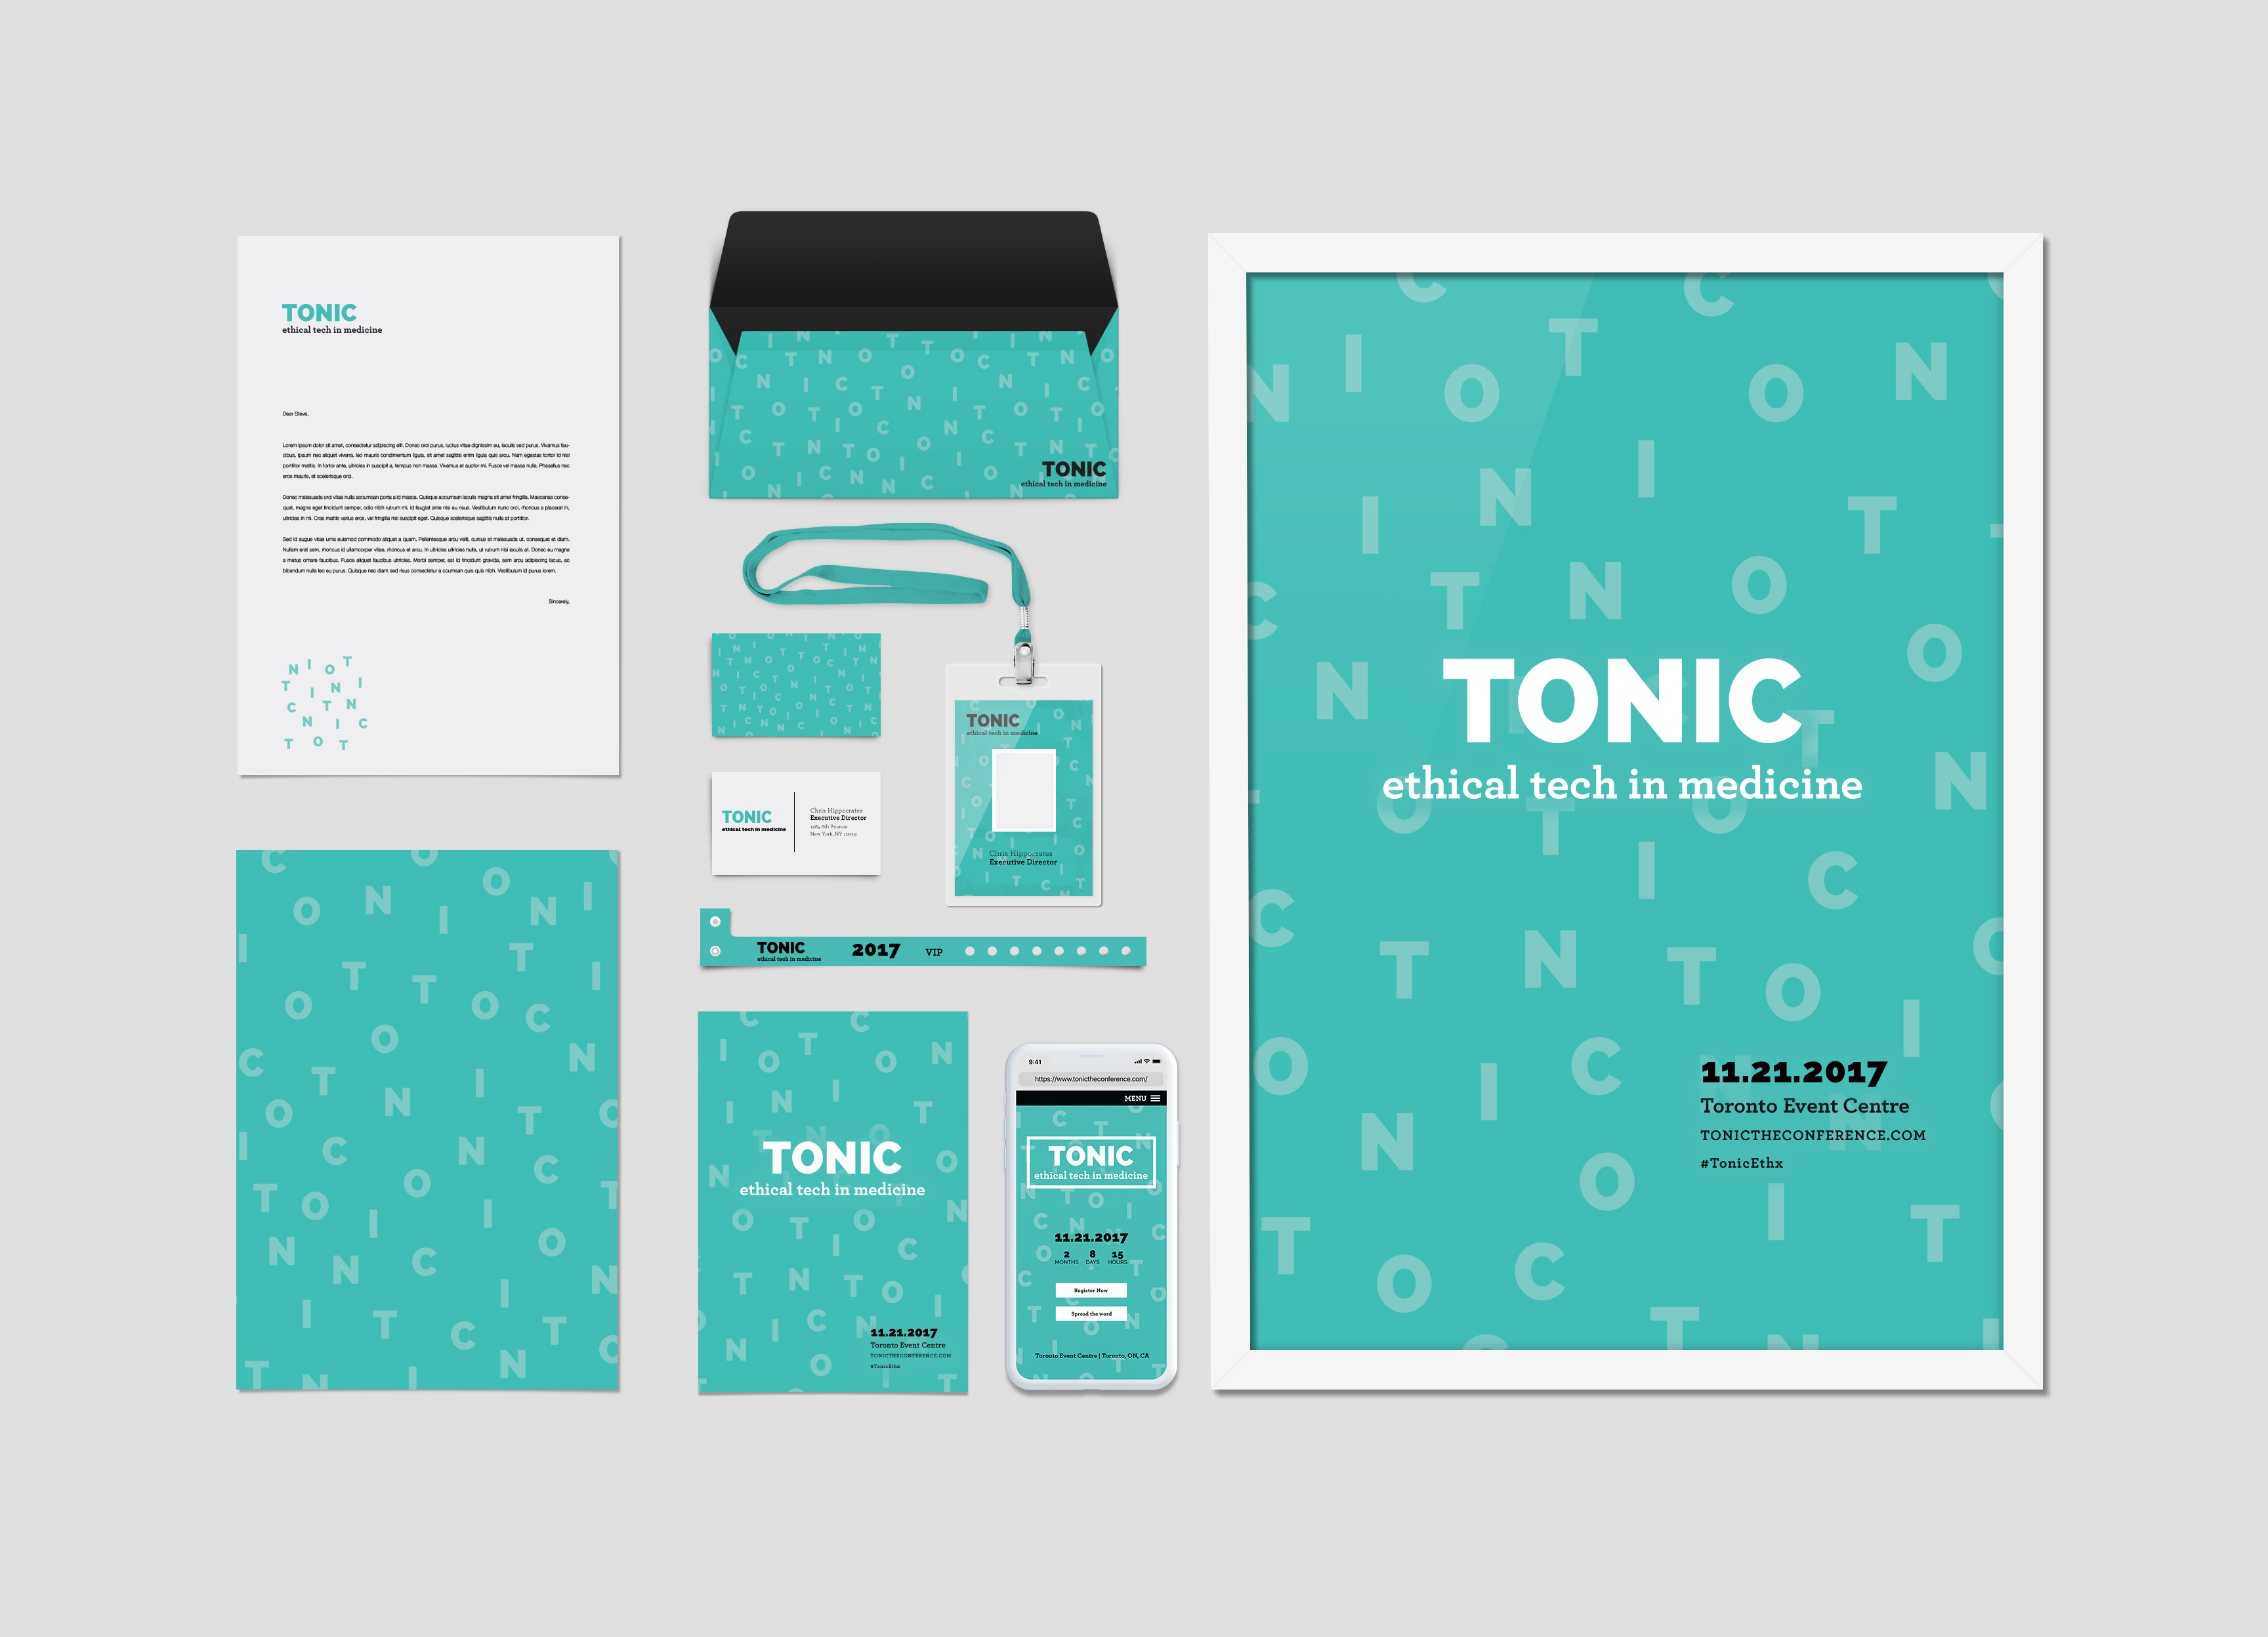 TONIC
ethical tech in medicine
Dear Steve,
Lorem ipsum dolor sit amet, consectetur adipiscing elit. Donec orci purus, luctus vitae dignissim eu, iaculis sed purus. Vivamus fau-
cibus, ipsum nec aliquet viverra, leo mauris condimentum ligula, sit amet sagittis enim ligula quis arcu. Nam egestas tortor id nisl
porttitor mattis. In tortor ante, ultricies in suscipit a, tempus non massa. Vivamus et auctor mi. Fusce vel massa nulla. Phasellus nec
eros mauris, et scelerisque orci.
Donec malesuada orci vitae nulla accumsan porta a id massa. Quisque accumsan iaculis magna sit amet fringilla. Maecenas conse-
quat, magna eget tincidunt semper, odio nibh rutrum mi, id feugiat ante nisi eu risus. Vestibulum nunc orci, rhoncus a placerat in,
ultricies in mi. Cras mattis varius eros, vel fringilla nisi suscipit eget. Quisque scelerisque sagittis nulla at porttitor.
Sed id augue vitae urna euismod commodo aliquet a quam. Pellentesque arcu velit, cursus et malesuada ut, consequat et diam.
Nullam erat sem, rhoncus id ullamcorper vitae, rhoncus et arcu. In ultricies ultricies nulla, ut rutrum nisi iaculis at. Donec eu magna
a metus ornare faucibus. Fusce aliquet faucibus ultricies. Morbi semper, est id tincidunt gravida, sem arcu adipiscing lacus, ac
bibendum nulla leo eu purus. Quisque nec diam sed risus consectetur a ccumsan quis quis nibh. Vestibulum id purus lorem.
Sincerely,
N I O T
T I N I
C T N
N I C
T O T
TONIC
ethical tech in medicine
TONIC
ethical tech in medicine
Chris Hippocrates
Executive Director
1285 6th Avenue
New York, NY 10019
TONIC
ethical tech in medicine
Chris Hippocrates
Executive Director
TONIC
ethical tech in medicine
2017
VIP
TONIC
ethical tech in medicine
11.21.2017
Toronto Event Centre
TONICTHECONFERENCE.COM
#TonicEthx
9:41
https://www.tonictheconference.com/
MENU
TONIC
ethical tech in medicine
11.21.2017
2 8 15
MONTHS DAYS HOURS
Register Now
Spread the word
Toronto Event Centre | Toronto, ON, CA
TONIC
ethical tech in medicine
11.21.2017
Toronto Event Centre
TONICTHECONFERENCE.COM
#TonicEthx